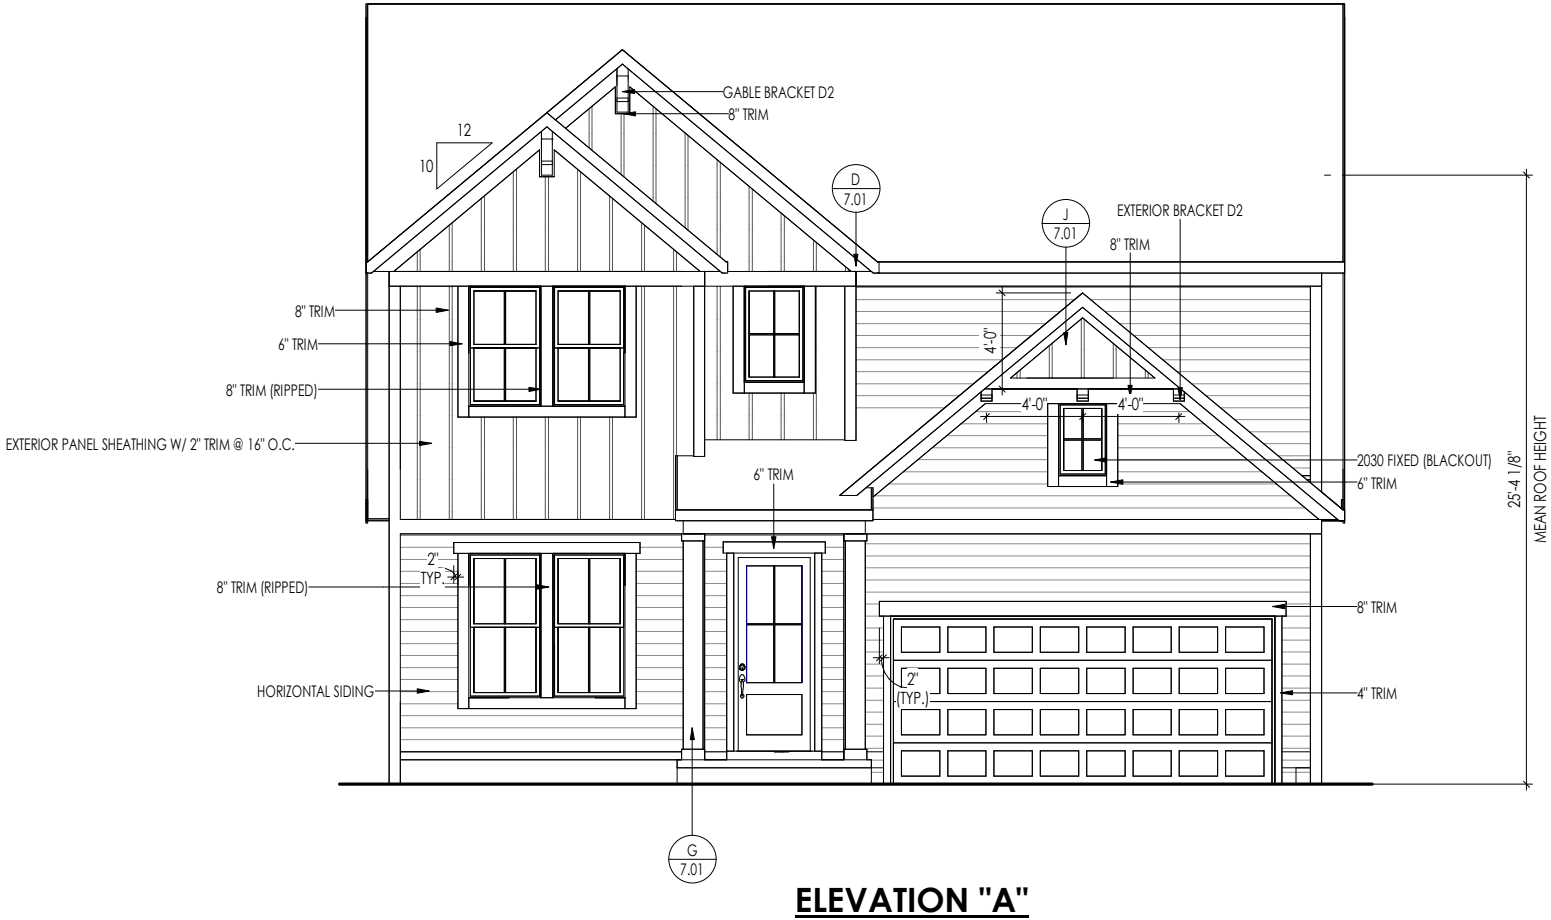 GABLE BRACKET D2
8" TRIM
12
10
D
7.01
J
7.01
EXTERIOR BRACKET D2
8" TRIM
8" TRIM
6" TRIM
8" TRIM (RIPPED)
4'-0"
4'-0"
4'-0"
EXTERIOR PANEL SHEATHING W/ 2" TRIM @ 16" O.C.
2030 FIXED (BLACKOUT)
6" TRIM
6" TRIM
25'-4 1/8"
MEAN ROOF HEIGHT
2"
TYP.
8" TRIM (RIPPED)
8" TRIM
HORIZONTAL SIDING
2"
(TYP.)
4" TRIM
G
7.01
ELEVATION "A"